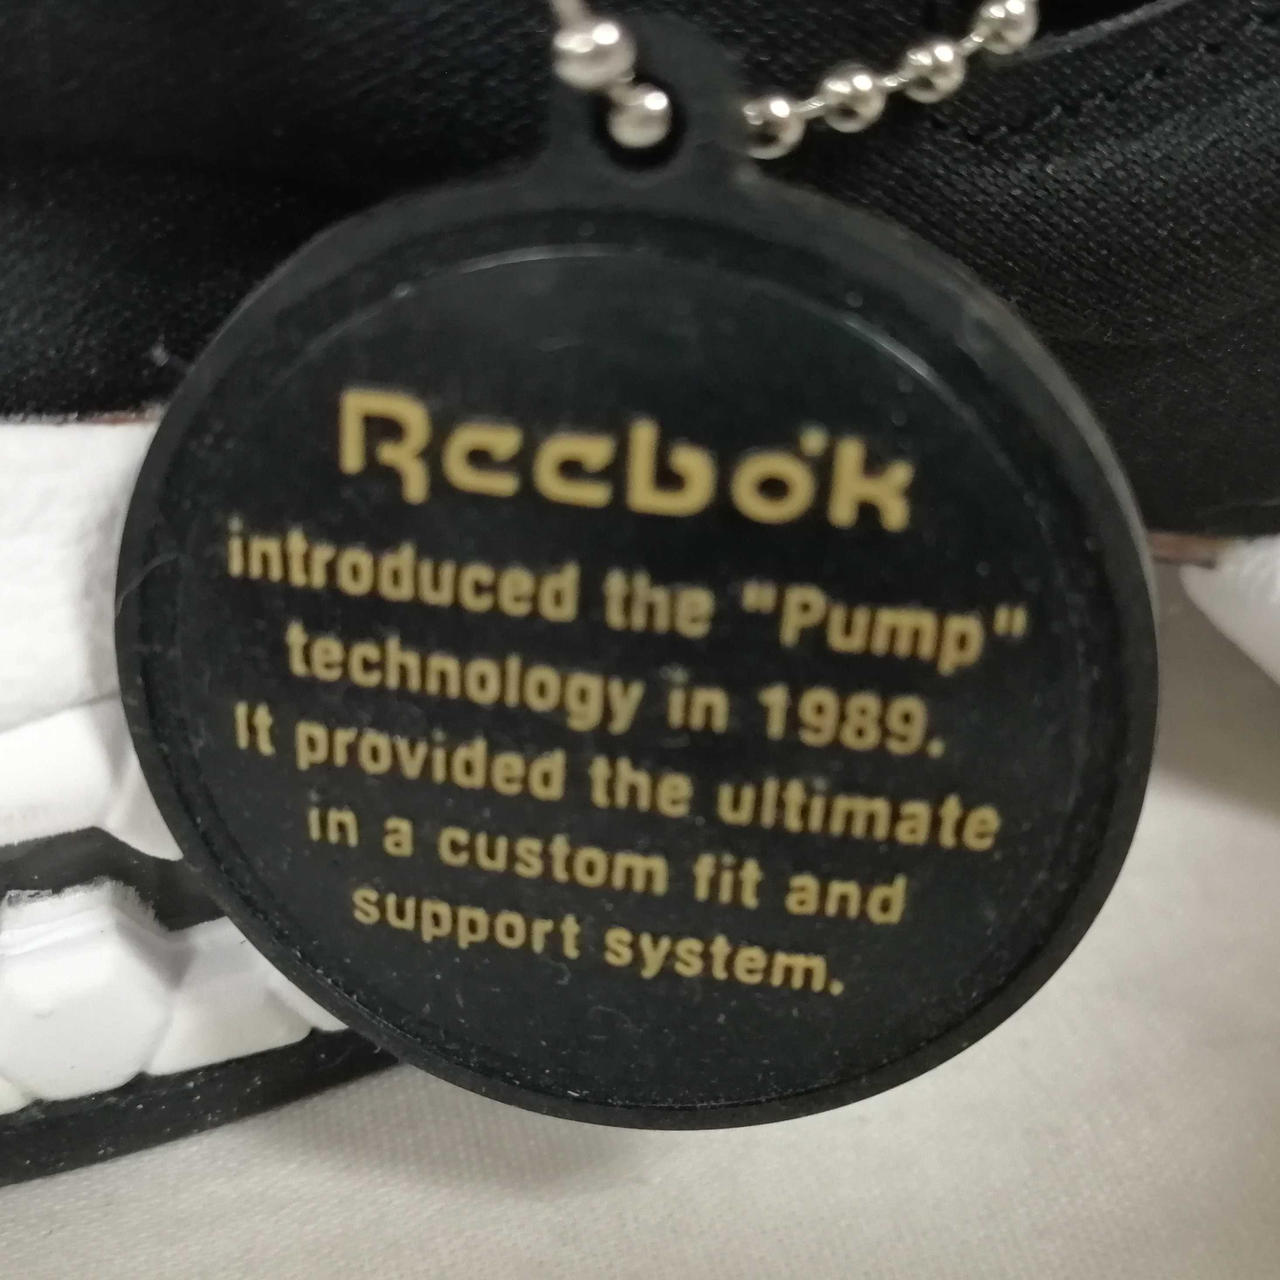 Reebok
introduced the "Pump"
technology in 1989.
It provided the ultimate
in a custom fit and
support system.